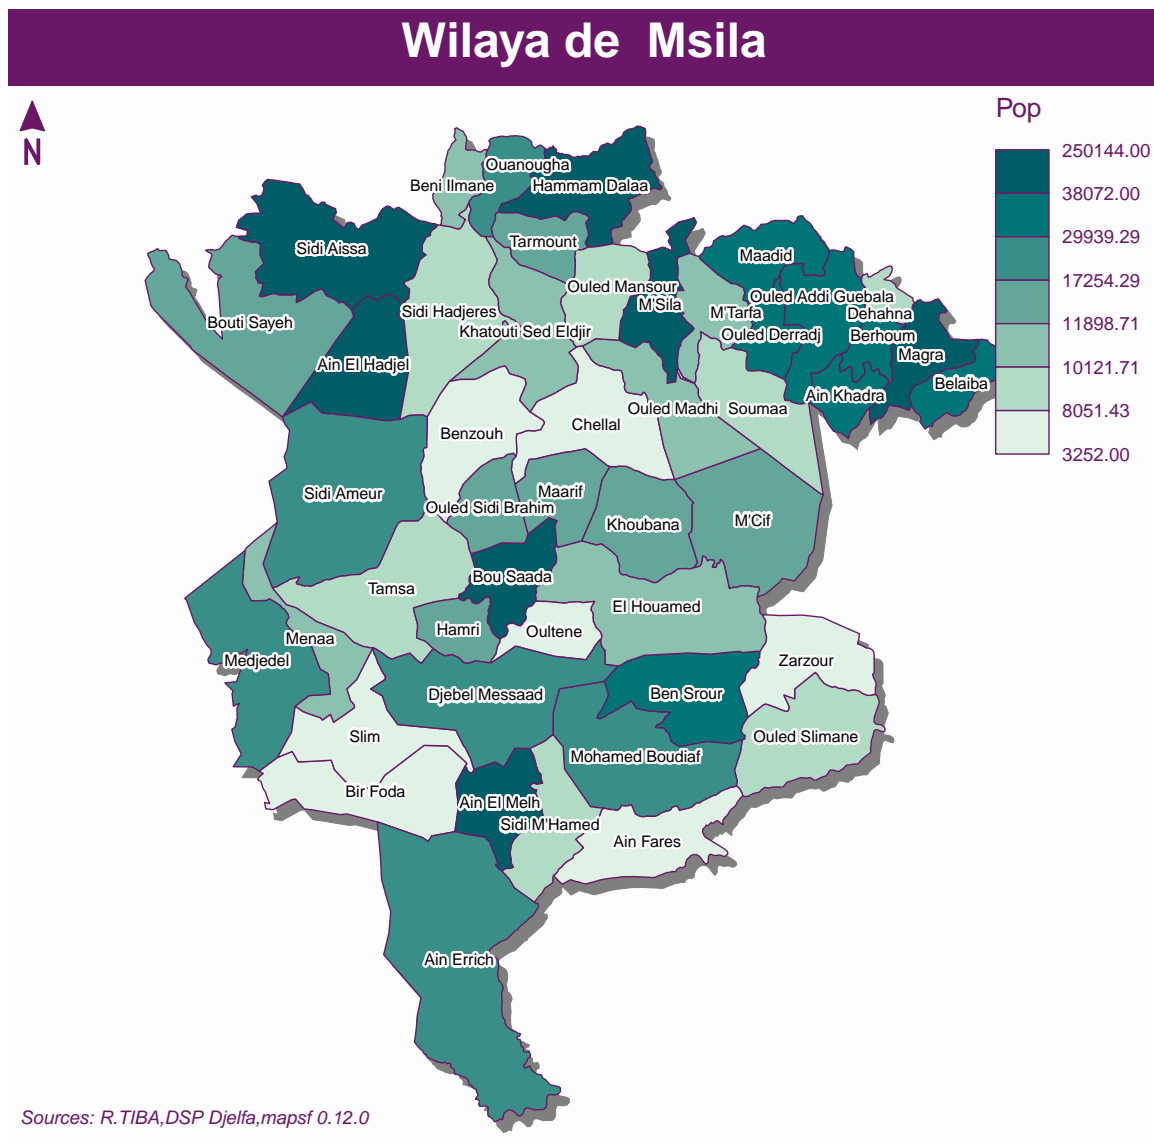 Wilaya de  Msila
N
Pop
250144.00
38072.00
29939.29
17254.29
11898.71
10121.71
8051.43
3252.00
Ouanougha
Beni Ilmane
Hammam Dalaa
Sidi Aissa
Tarmount
Maadid
Ouled Mansour
Ouled Addi Guebala
M'Sila
Sidi Hadjeres
M'Tarfa
Dehahna
Bouti Sayeh
Khatouti Sed Eldjir
Ouled Derradj
Berhoum
Magra
Ain El Hadjel
Belaiba
Ain Khadra
Ouled Madhi
Soumaa
Chellal
Benzouh
Sidi Ameur
Maarif
Ouled Sidi Brahim
Khoubana
M'Cif
Bou Saada
Tamsa
El Houamed
Hamri
Oultene
Menaa
Medjedel
Zarzour
Djebel Messaad
Ben Srour
Slim
Ouled Slimane
Mohamed Boudiaf
Bir Foda
Ain El Melh
Sidi M'Hamed
Ain Fares
Ain Errich
Sources: R.TIBA,DSP Djelfa,mapsf 0.12.0